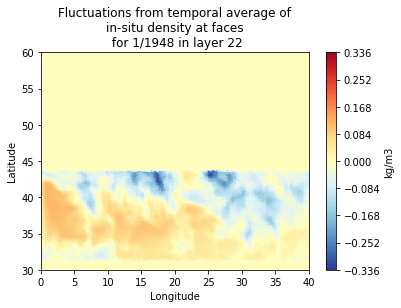 Fluctuations from temporal average of
in-situ density at faces
for 1/1948 in layer 22
60
55
50
45
40
35
30
Latitude
0 5 10 15 20 25 30 35 40
Longitude
0.336
0.252
0.168
0.084
0.000
−0.084
−0.168
−0.252
−0.336
kg/m3